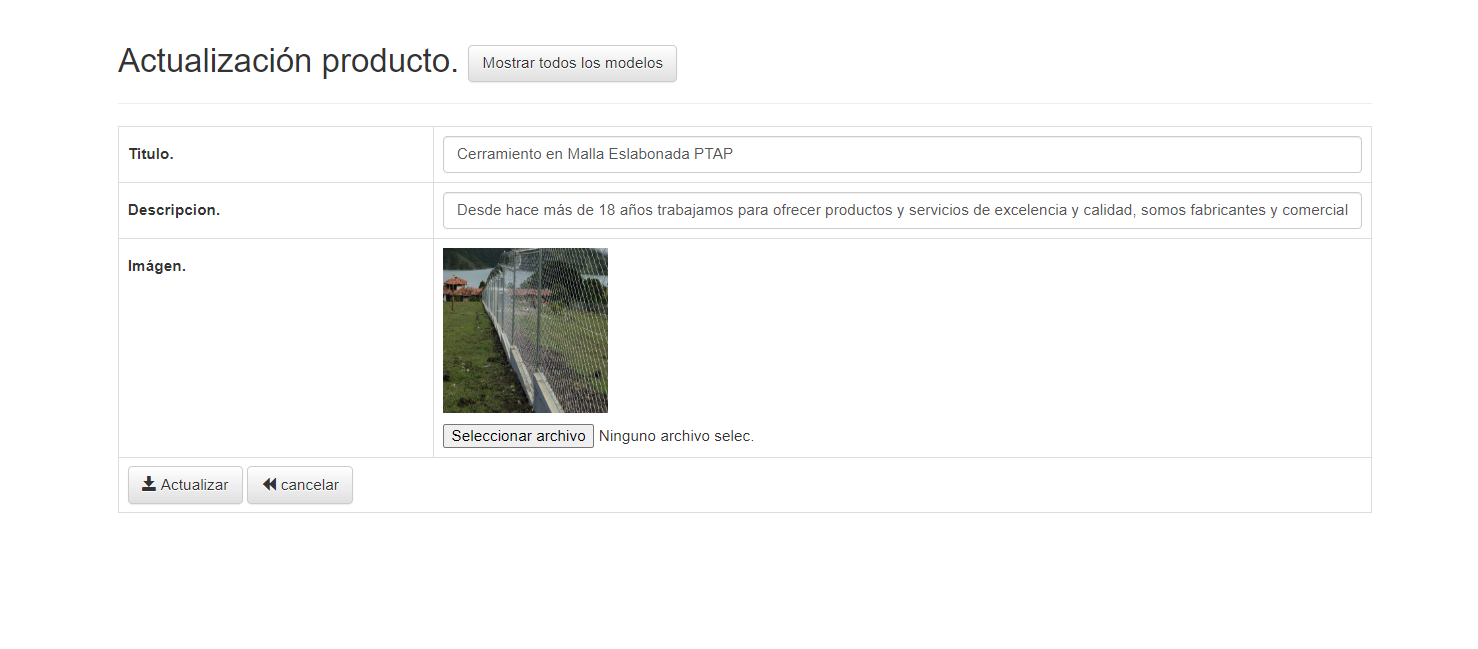 Actualización producto. Mostrar todos los modelos
Titulo. Cerramiento en Malla Eslabonada PTAP
Descripcion. Desde hace más de 18 años trabajamos para ofrecer productos y servicios de excelencia y calidad, somos fabricantes y comercial
Imágen.
Seleccionar archivo Ninguno archivo selec.
Actualizar cancelar